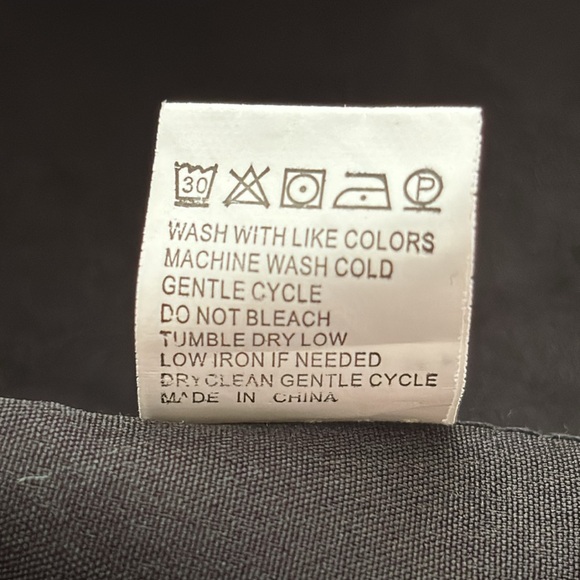 30 P
WASH WITH LIKE COLORS
MACHINE WASH COLD
GENTLE CYCLE
DO NOT BLEACH
TUMBLE DRY LOW
LOW IRON IF NEEDED
DRYCLEAN GENTLE CYCLE
MADE IN CHINA